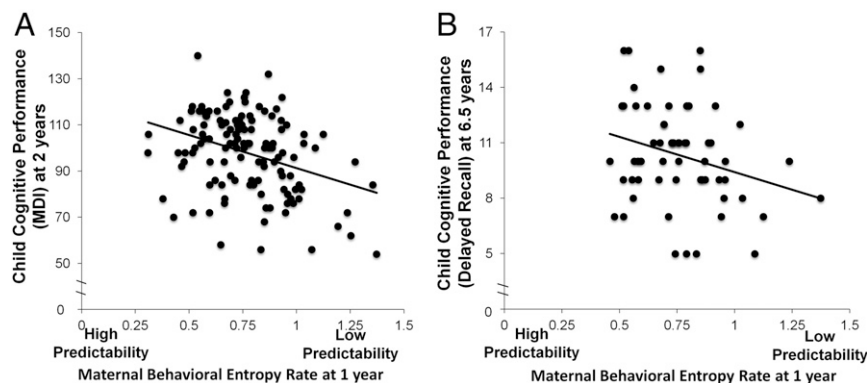 A
Child Cognitive Performance
(MDI) at 2 years
150
130
110
90
70
50
0
0
0.25
0.5
0.75
1
1.25
1.5
High
Predictability
Low
Predictability
Maternal Behavioral Entropy Rate at 1 year
B
Child Cognitive Performance
(Delayed Recall) at 6.5 years
17
14
11
8
5
0
0
0.25
0.5
0.75
1
1.25
1.5
High
Predictability
Low
Predictability
Maternal Behavioral Entropy Rate at 1 year